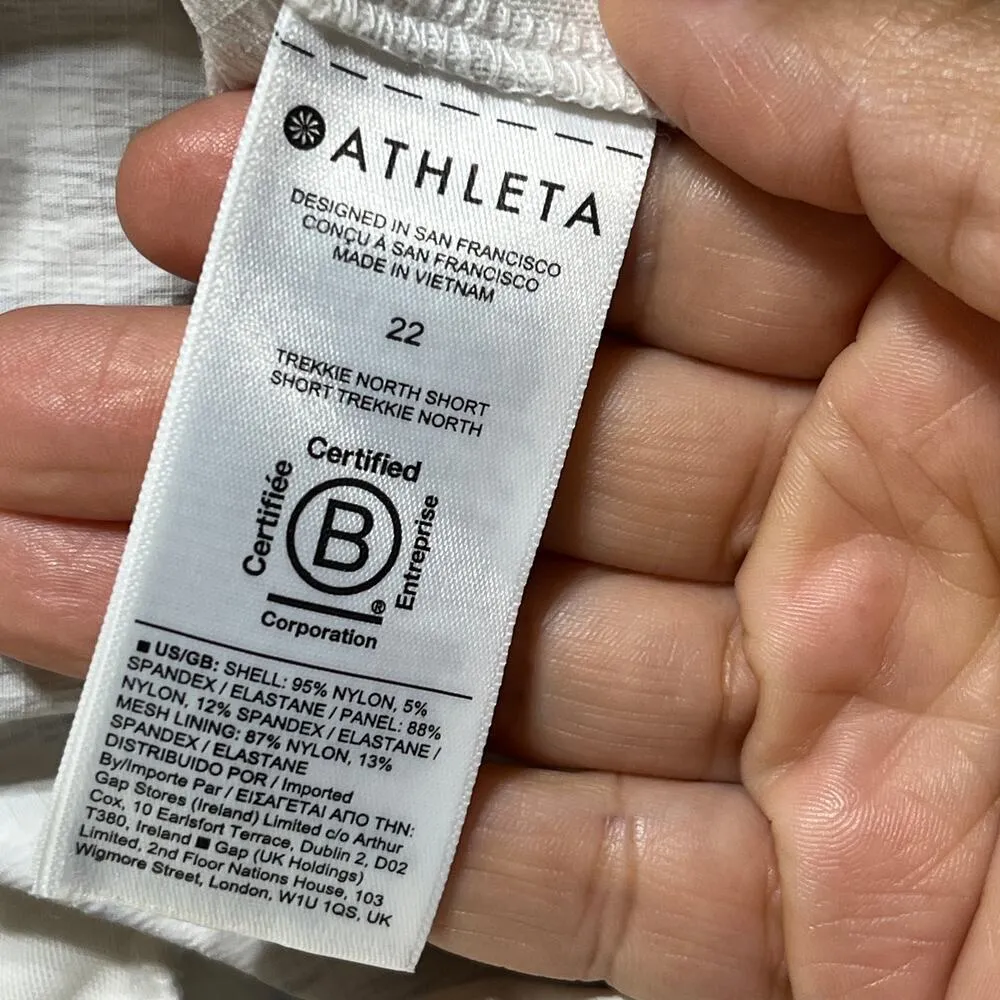 ATHLETA
DESIGNED IN SAN FRANCISCO
CONÇU À SAN FRANCISCO
MADE IN VIETNAM
22
TREKKIE NORTH SHORT
SHORT TREKKIE NORTH
Certified
Certifiée
B
Entreprise
®
Corporation
■ US/GB: SHELL: 95% NYLON, 5%
SPANDEX / ELASTANE / PANEL: 88%
NYLON, 12% SPANDEX / ELASTANE /
MESH LINING: 87% NYLON, 13%
SPANDEX / ELASTANE
DISTRIBUIDO POR / Imported
By/Importe Par / ΕΙΣΑΓΕΤΑΙ ΑΠΟ ΤΗΝ:
Gap Stores (Ireland) Limited c/o Arthur
Cox, 10 Earlsfort Terrace, Dublin 2, D02
T380, Ireland ■ Gap (UK Holdings)
Limited, 2nd Floor Nations House, 103
Wigmore Street, London, W1U 1QS, UK